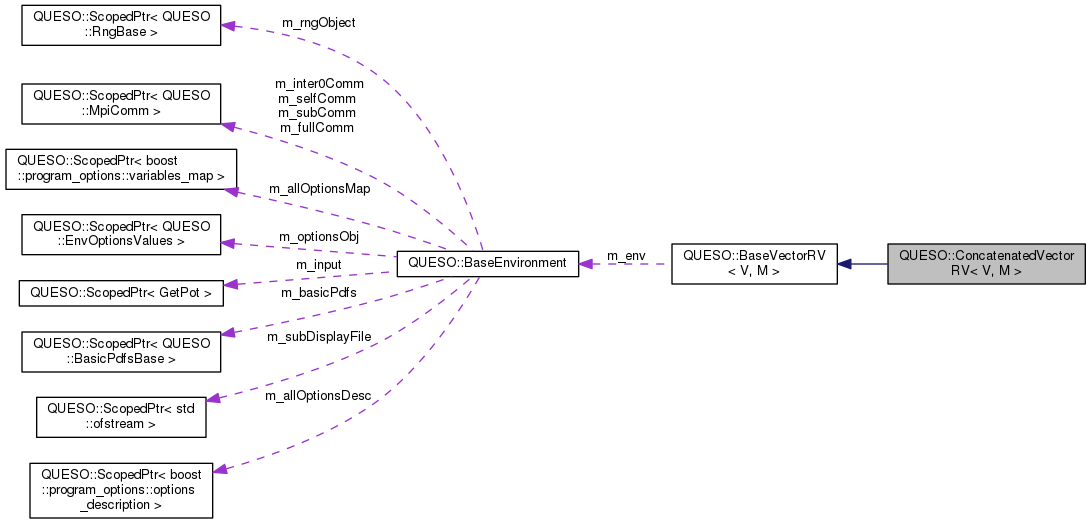 QUESO::ScopedPtr< QUESO
::RngBase >
m_rngObject
QUESO::ScopedPtr< QUESO
::MpiComm >
m_inter0Comm
m_selfComm
m_subComm
m_fullComm
QUESO::ScopedPtr< boost
::program_options::variables_map >
m_allOptionsMap
QUESO::ScopedPtr< QUESO
::EnvOptionsValues >
m_optionsObj
QUESO::ScopedPtr< GetPot >
m_input
QUESO::ScopedPtr< QUESO
::BasicPdfsBase >
m_basicPdfs
QUESO::ScopedPtr< std
::ofstream >
m_subDisplayFile
QUESO::ScopedPtr< boost
::program_options::options
_description >
m_allOptionsDesc
QUESO::BaseEnvironment
m_env
QUESO::BaseVectorRV
< V, M >
QUESO::ConcatenatedVector
RV< V, M >